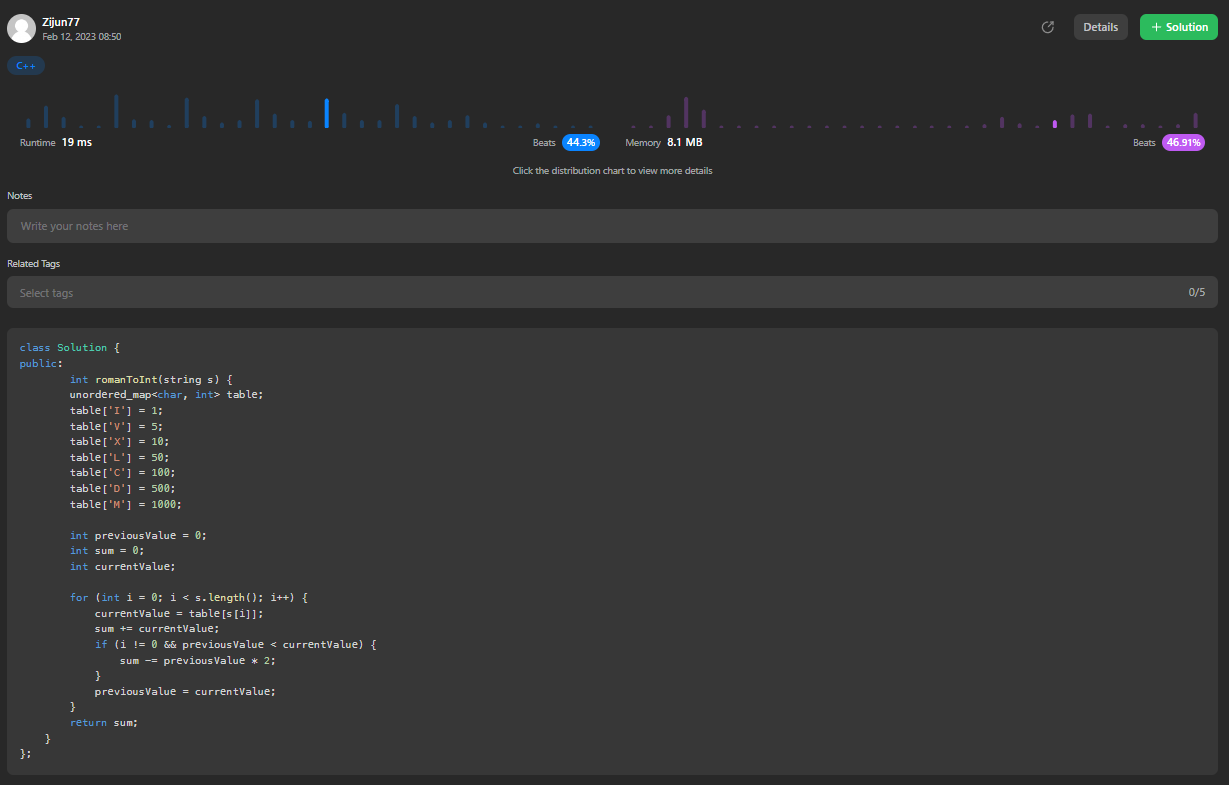 Zijun77
Feb 12, 2023 08:50
Details
+ Solution
C++
Runtime 19 ms
Beats 44.3%
Memory 8.1 MB
Beats 46.91%
Click the distribution chart to view more details
Notes
Write your notes here
Related Tags
Select tags
0/5
class Solution {
public:
        int romanToInt(string s) {
        unordered_map<char, int> table;
        table['I'] = 1;
        table['V'] = 5;
        table['X'] = 10;
        table['L'] = 50;
        table['C'] = 100;
        table['D'] = 500;
        table['M'] = 1000;

        int previousValue = 0;
        int sum = 0;
        int currentValue;

        for (int i = 0; i < s.length(); i++) {
            currentValue = table[s[i]];
            sum += currentValue;
            if (i != 0 && previousValue < currentValue) {
                sum -= previousValue * 2;
            }
            previousValue = currentValue;
        }
        return sum;
    }
};